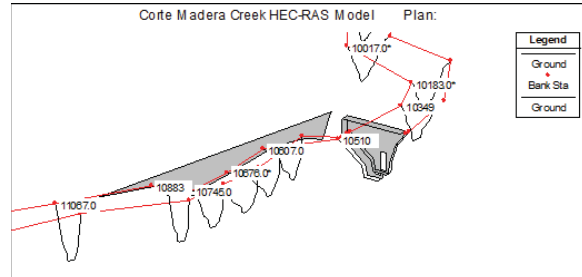 Corte Madera Creek HEC-RAS Model Plan:
Legend
Ground
Bank Sta
Ground
10017.0*
10183.0*
10349
10510
10607.0
10676.0*
10745.0
10883
11067.0